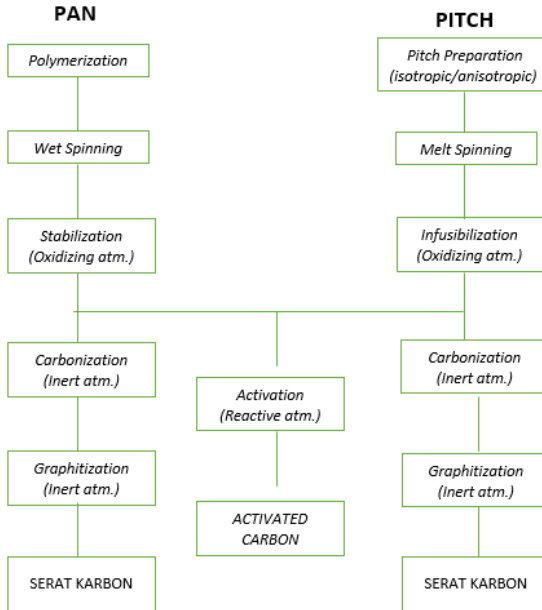 PAN
PITCH
Polymerization
Pitch Preparation
(isotropic/anisotropic)
Wet Spinning
Melt Spinning
Stabilization
(Oxidizing atm.)
Infusibilization
(Oxidizing atm.)
Carbonization
(Inert atm.)
Activation
(Reactive atm.)
Carbonization
(Inert atm.)
Graphitization
(Inert atm.)
ACTIVATED
CARBON
Graphitization
(Inert atm.)
SERAT KARBON
SERAT KARBON